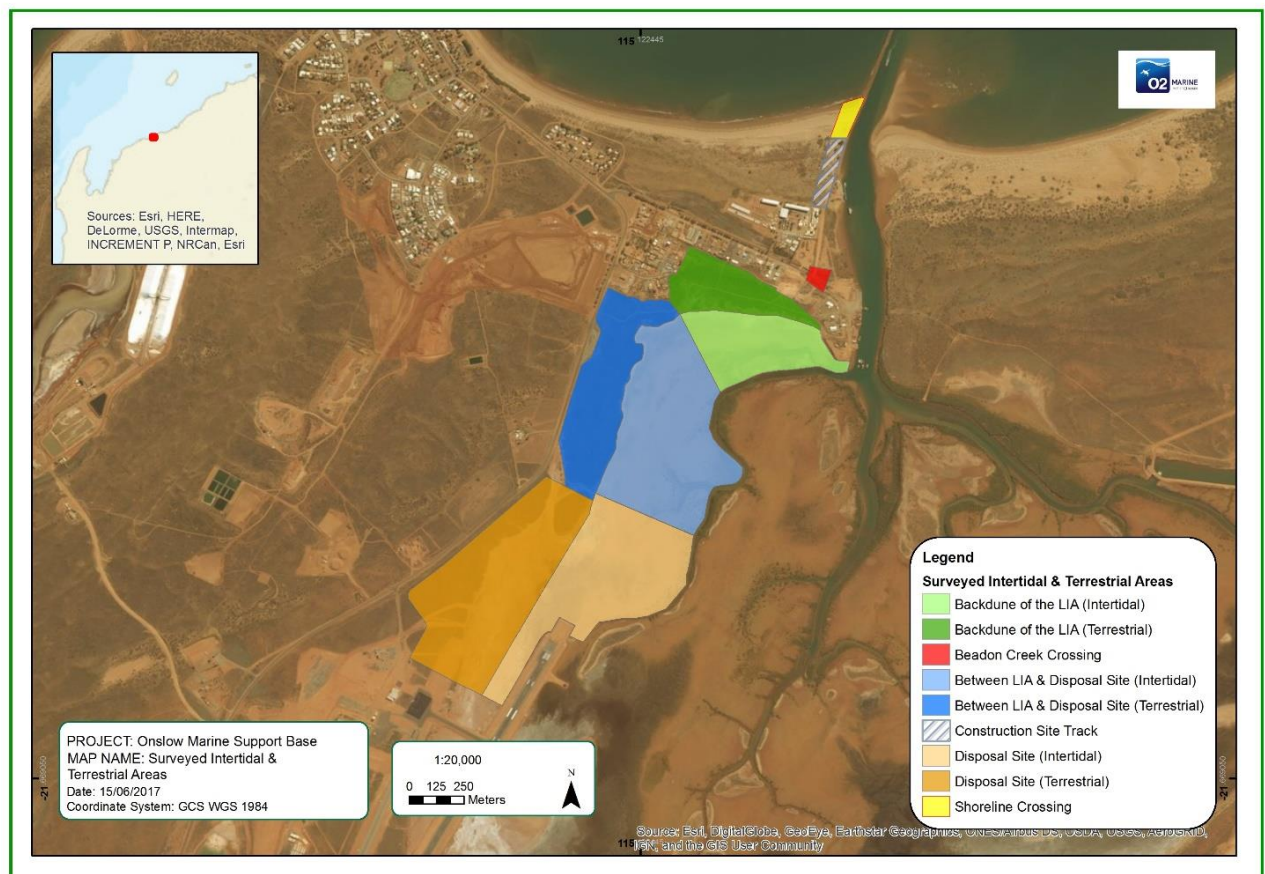 115
122445
O2 MARINE
Sources: Esri, HERE,
DeLorme, USGS, Intermap,
INCREMENT P, NRCan, Esri
Legend
Surveyed Intertidal & Terrestrial Areas
Backdune of the LIA (Intertidal)
Backdune of the LIA (Terrestrial)
Beadon Creek Crossing
Between LIA & Disposal Site (Intertidal)
Between LIA & Disposal Site (Terrestrial)
Construction Site Track
Disposal Site (Intertidal)
Disposal Site (Terrestrial)
Shoreline Crossing
PROJECT: Onslow Marine Support Base
MAP NAME: Surveyed Intertidal &
Terrestrial Areas
Date: 15/06/2017
Coordinate System: GCS WGS 1984
1:20,000
0 125 250
Meters
N
-21 669050
-21 669050
Source: Esri, DigitalGlobe, GeoEye, Earthstar Geographics, CNES/Airbus DS, USDA, USGS, AeroGRID,
IGN, and the GIS User Community
115